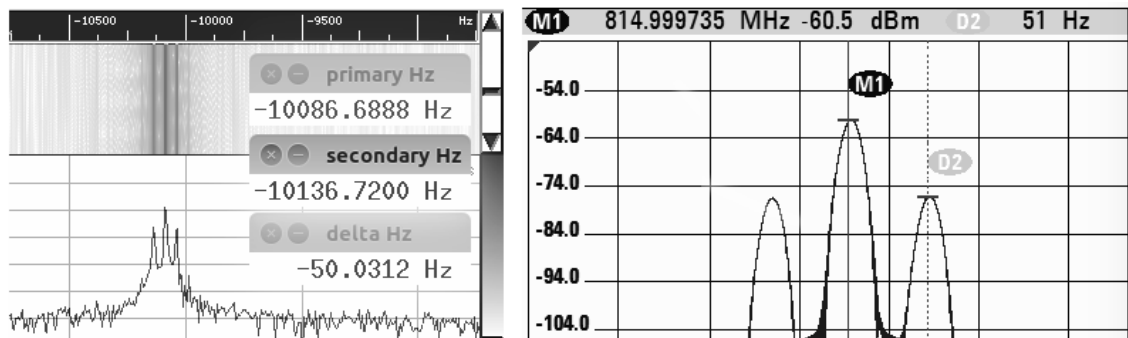 -10500 -10000 -9500 Hz
primary Hz
-10086.6888 Hz
secondary Hz
-10136.7200 Hz
delta Hz
-50.0312 Hz
M1 814.999735 MHz -60.5 dBm D2 51 Hz
M1
D2
-54.0
-64.0
-74.0
-84.0
-94.0
-104.0